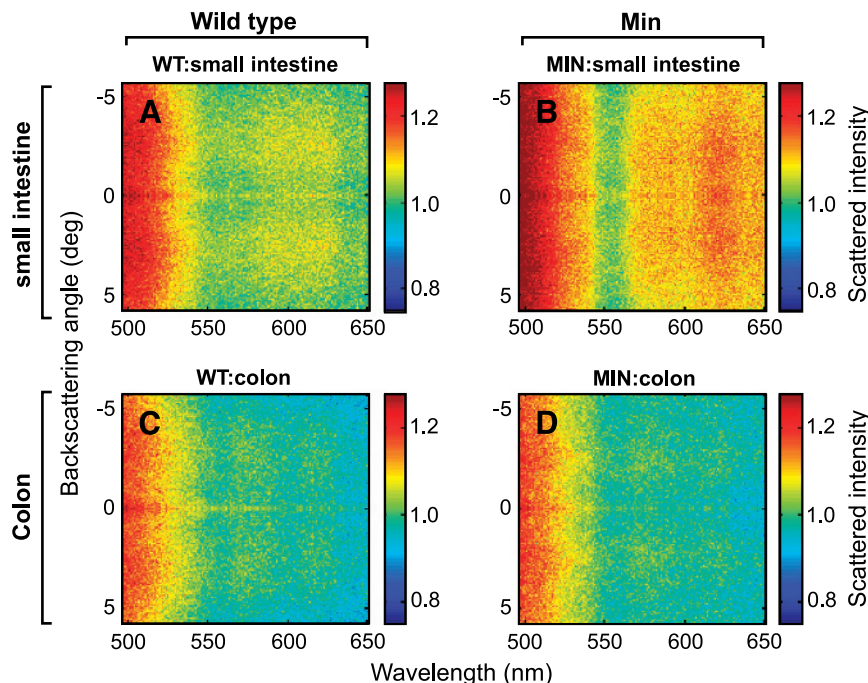 Wild type
Min
WT:small intestine
MIN:small intestine
small intestine
Colon
Backscattering angle (deg)
A
-5
0
5
500 550 600 650
1.2
1.0
0.8
B
-5
0
5
500 550 600 650
1.2
1.0
0.8
Scattered intensity
WT:colon
MIN:colon
C
-5
0
5
500 550 600 650
1.2
1.0
0.8
D
-5
0
5
500 550 600 650
1.2
1.0
0.8
Scattered intensity
Wavelength (nm)